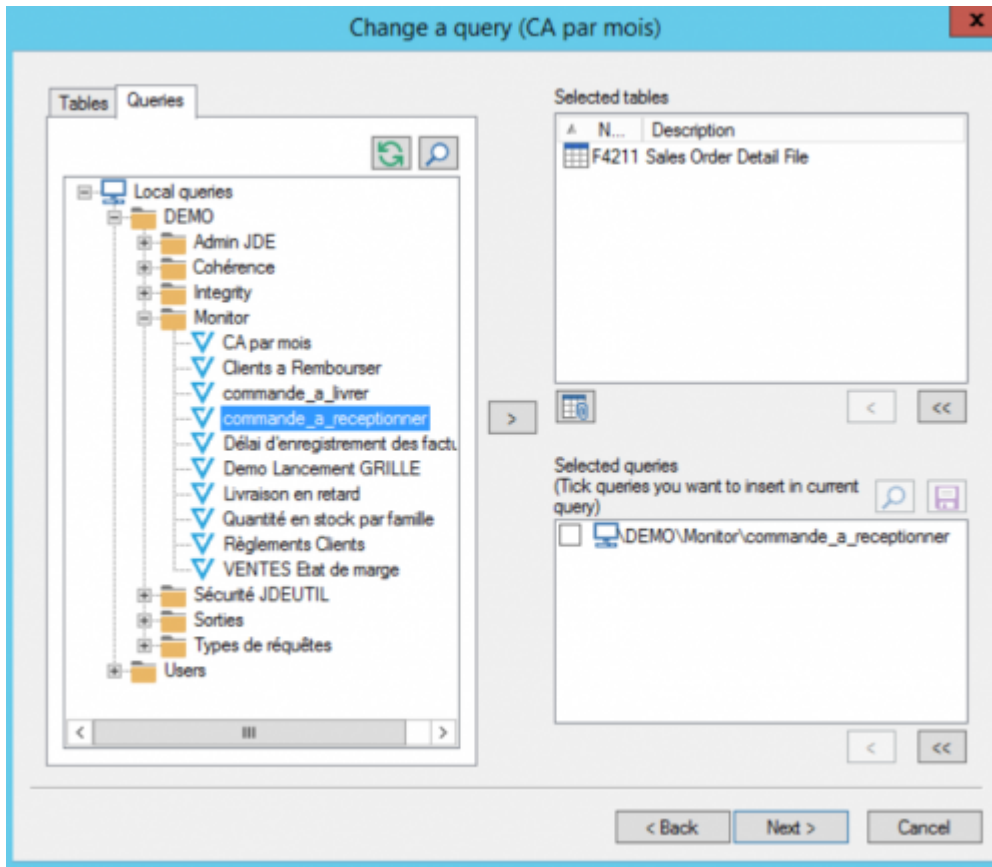 Change a query (CA par mois)
x
Tables Queries
Local queries
DEMO
Admin JDE
Cohérence
Integrity
Monitor
CA par mois
Clients a Rembourser
commande_a_livrer
commande_a_receptionner
Délai d'enregistrement des factu
Demo Lancement GRILLE
Livraison en retard
Quantité en stock par famille
Règlements Clients
VENTES Etat de marge
Sécurité JDEUTIL
Sorties
Types de réquêtes
Users
>
Selected tables
N... Description
F4211 Sales Order Detail File
< <<
Selected queries
(Tick queries you want to insert in current
query)
\DEMO\Monitor\commande_a_receptionner
< <<
< Back Next > Cancel